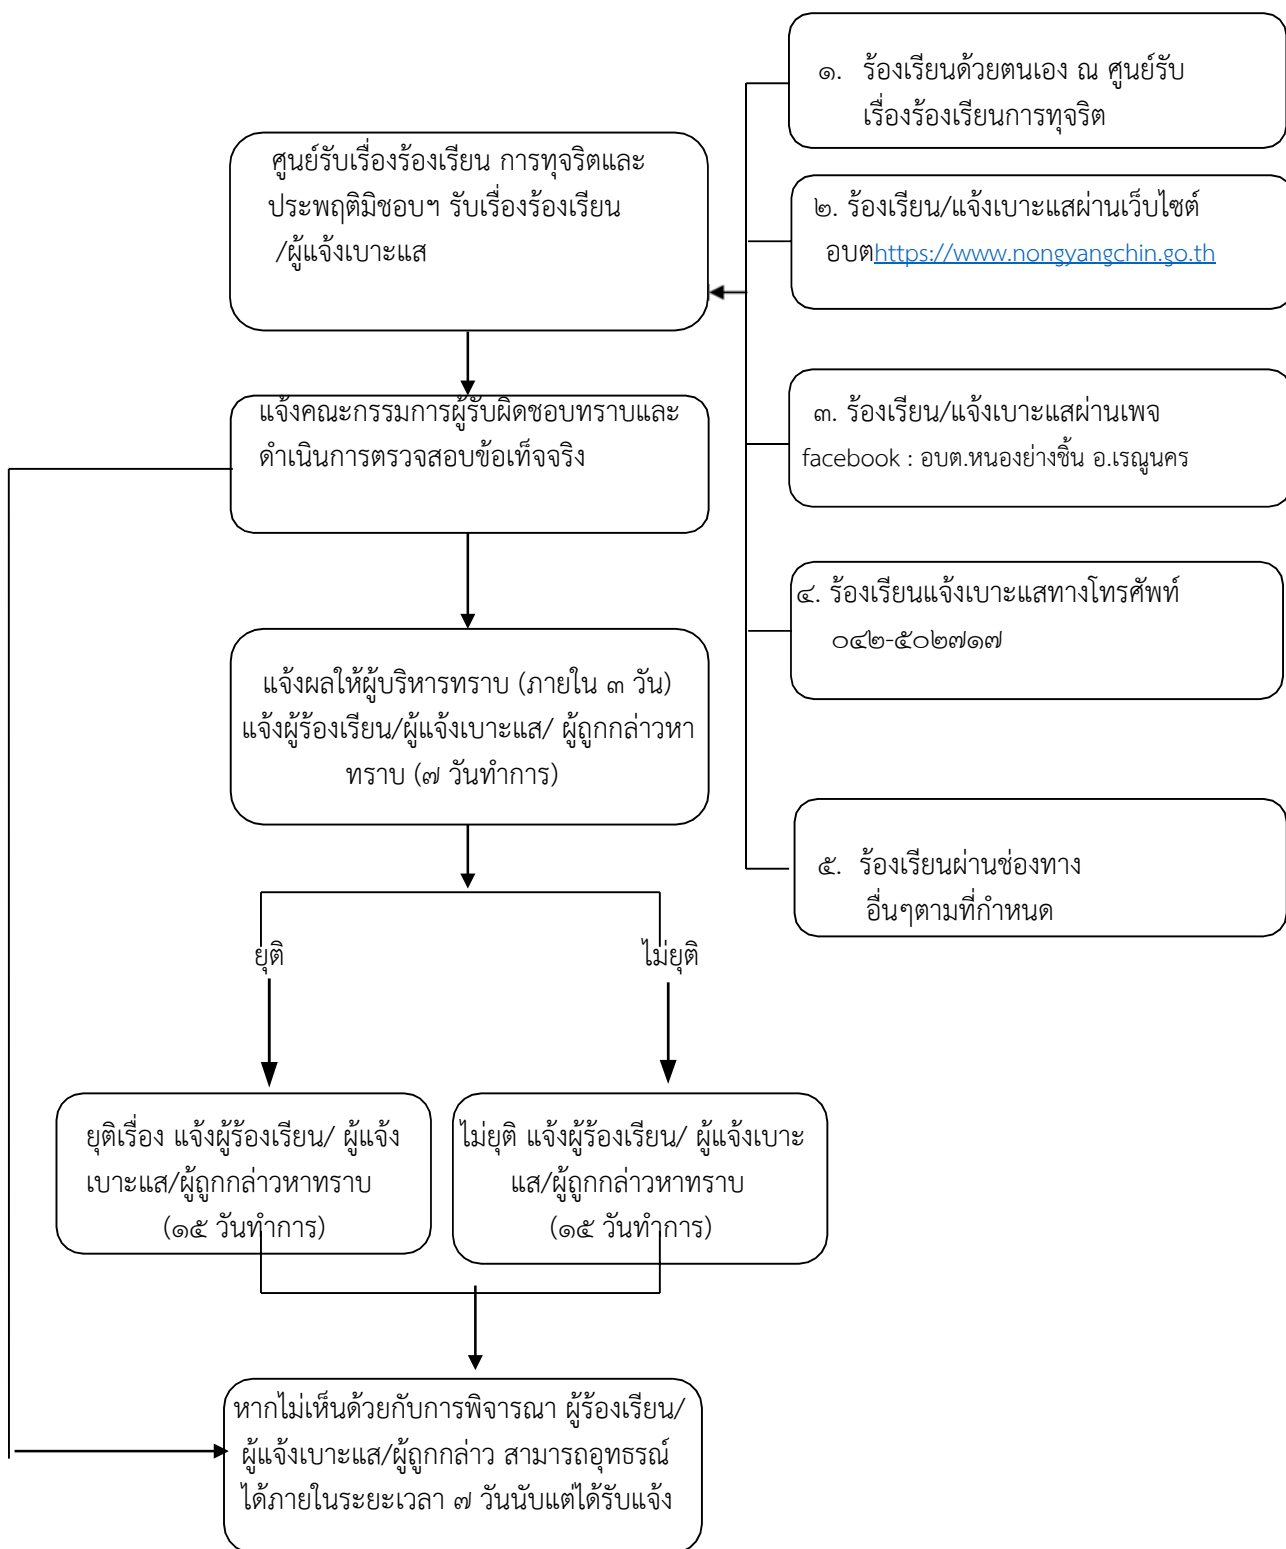 ๑. ร้องเรียนด้วยตนเอง ณ ศูนย์รับ
เรื่องร้องเรียนการทุจริต
ศูนย์รับเรื่องร้องเรียน การทุจริตและ
ประพฤติมิชอบฯ รับเรื่องร้องเรียน
/ผู้แจ้งเบาะแส
๒. ร้องเรียน/แจ้งเบาะแสผ่านเว็บไซต์
อบตhttps://www.nongyangchin.go.th
แจ้งคณะกรรมการผู้รับผิดชอบทราบและ
ดำเนินการตรวจสอบข้อเท็จจริง
๓. ร้องเรียน/แจ้งเบาะแสผ่านเพจ
facebook : อบต.หนองย่างชิ้น อ.เรณูนคร
๔. ร้องเรียนแจ้งเบาะแสทางโทรศัพท์
๐๔๒-๕๐๒๗๑๗
แจ้งผลให้ผู้บริหารทราบ (ภายใน ๓ วัน)
แจ้งผู้ร้องเรียน/ผู้แจ้งเบาะแส/ ผู้ถูกกล่าวหา
ทราบ (๗ วันทำการ)
๕. ร้องเรียนผ่านช่องทาง
อื่นๆตามที่กำหนด
ยุติ
ไม่ยุติ
ยุติเรื่อง แจ้งผู้ร้องเรียน/ ผู้แจ้ง
เบาะแส/ผู้ถูกกล่าวหาทราบ
(๑๕ วันทำการ)
ไม่ยุติ แจ้งผู้ร้องเรียน/ ผู้แจ้งเบาะ
แส/ผู้ถูกกล่าวหาทราบ
(๑๕ วันทำการ)
หากไม่เห็นด้วยกับการพิจารณา ผู้ร้องเรียน/
ผู้แจ้งเบาะแส/ผู้ถูกกล่าว สามารถอุทธรณ์
ได้ภายในระยะเวลา ๗ วันนับแต่ได้รับแจ้ง